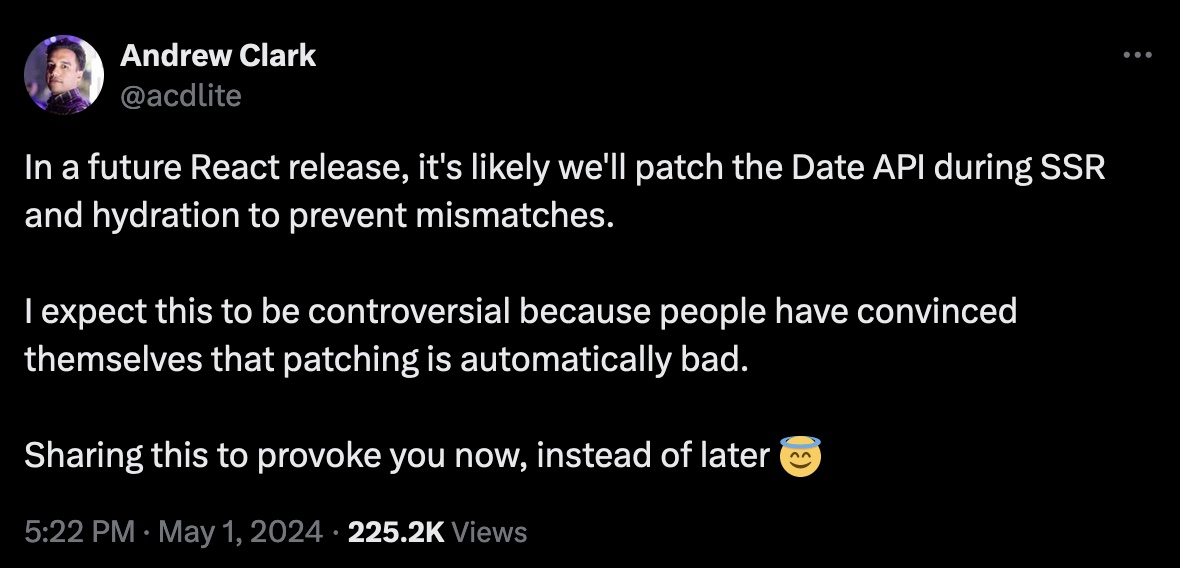 Andrew Clark
@acdlite
In a future React release, it's likely we'll patch the Date API during SSR
and hydration to prevent mismatches.
I expect this to be controversial because people have convinced
themselves that patching is automatically bad.
Sharing this to provoke you now, instead of later 😇
5:22 PM · May 1, 2024 · 225.2K Views